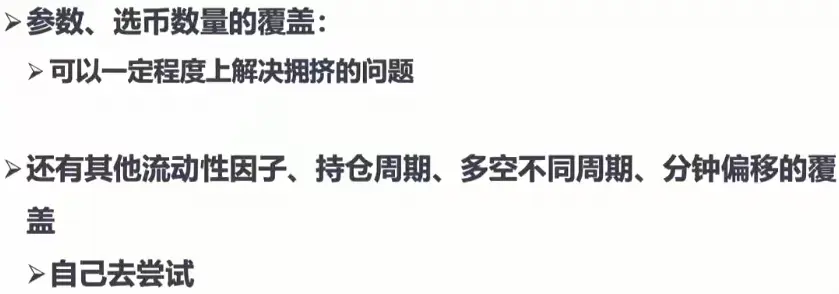 ➢参数、选币数量的覆盖：
➢可以一定程度上解决拥挤的问题
➢还有其他流动性因子、持仓周期、多空不同周期、分钟偏移的覆
盖
➢自己去尝试